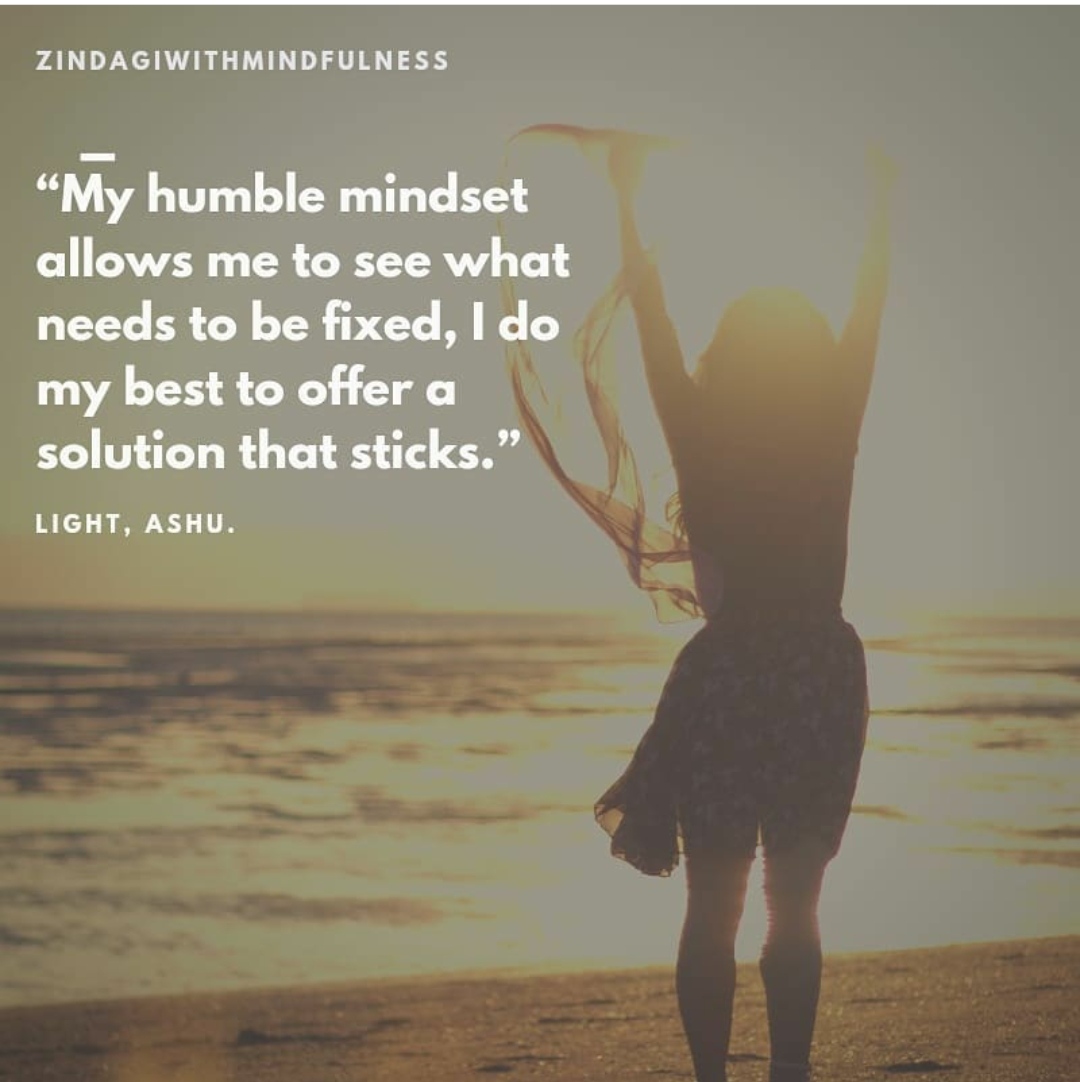 ZINDAGIWITHMINDFULNESS
“My humble mindset
allows me to see what
needs to be fixed, I do
my best to offer a
solution that sticks.”
LIGHT, ASHU.